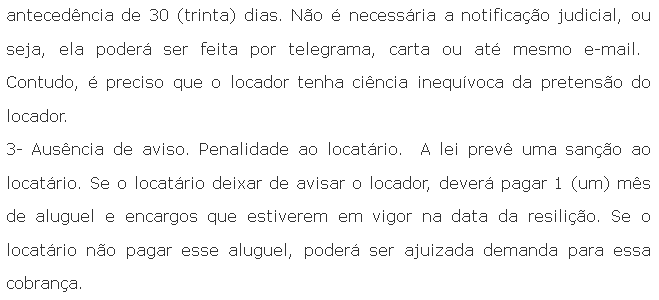 antecedência de 30 (trinta) dias. Não é necessária a notificação judicial, ou
seja, ela poderá ser feita por telegrama, carta ou até mesmo e-mail.
Contudo, é preciso que o locador tenha ciência inequívoca da pretensão do
locador.
3- Ausência de aviso. Penalidade ao locatário. A lei prevê uma sanção ao
locatário. Se o locatário deixar de avisar o locador, deverá pagar 1 (um) mês
de aluguel e encargos que estiverem em vigor na data da resilição. Se o
locatário não pagar esse aluguel, poderá ser ajuizada demanda para essa
cobrança.